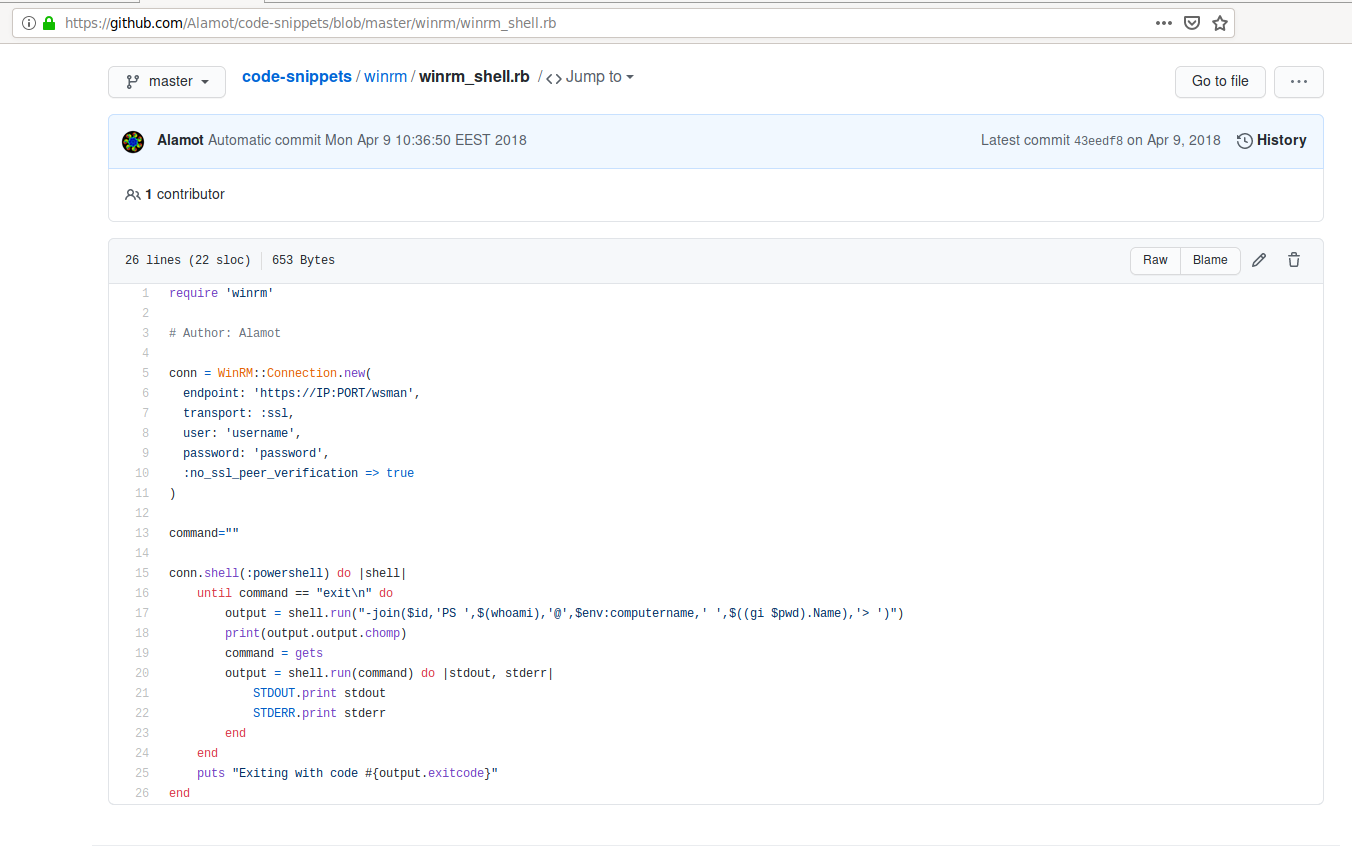 https://github.com/Alamot/code-snippets/blob/master/winrm/winrm_shell.rb
master code-snippets / winrm / winrm_shell.rb / <> Jump to Go to file
Alamot Automatic commit Mon Apr 9 10:36:50 EEST 2018 Latest commit 43eedf8 on Apr 9, 2018 History
1 contributor
26 lines (22 sloc) 653 Bytes Raw Blame
1 require 'winrm'
2
3 # Author: Alamot
4
5 conn = WinRM::Connection.new(
6   endpoint: 'https://IP:PORT/wsman',
7   transport: :ssl,
8   user: 'username',
9   password: 'password',
10   :no_ssl_peer_verification => true
11 )
12
13 command=""
14
15 conn.shell(:powershell) do |shell|
16     until command == "exit\n" do
17         output = shell.run("-join($id,'PS ',$(whoami),'@',$env:computername,' ',$((gi $pwd).Name),'> ')")
18         print(output.output.chomp)
19         command = gets
20         output = shell.run(command) do |stdout, stderr|
21             STDOUT.print stdout
22             STDERR.print stderr
23         end
24     end
25     puts "Exiting with code #{output.exitcode}"
26 end